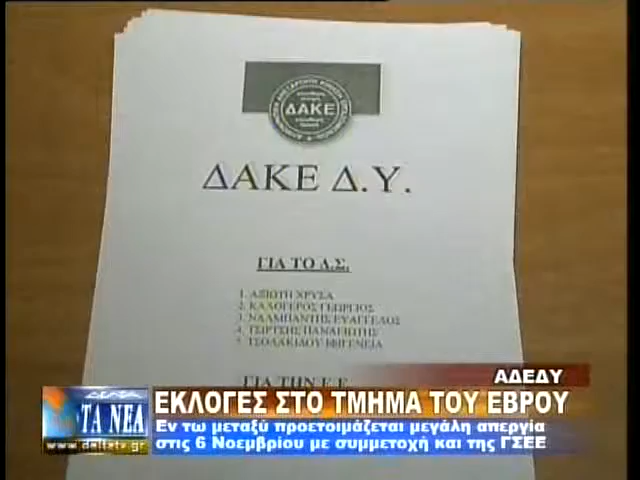 ΔΑΚΕ
ΔΑΚΕ Δ.Υ.
ΓΙΑ ΤΟ Δ.Σ.
1. ΑΞΙΩΤΗ ΧΡΥΣΑ
2. ΚΑΛΟΓΕΡΟΣ ΓΕΩΡΓΙΟΣ
3. ΝΑΛΜΠΑΝΤΗΣ ΕΥΑΓΓΕΛΟΣ
4. ΤΣΙΡΤΣΗΣ ΠΑΝΑΓΙΩΤΗΣ
5. ΤΣΟΛΑΚΙΔΟΥ ΙΦΙΓΕΝΕΙΑ
ΓΙΑ ΤΗΝ Ε.Ε.
ΑΔΕΔΥ
ΔΕΛΤΑ
ΤΑ ΝΕΑ
www.deltatv.gr
ΕΚΛΟΓΕΣ ΣΤΟ ΤΜΗΜΑ ΤΟΥ ΕΒΡΟΥ
Εν τω μεταξύ προετοιμάζεται μεγάλη απεργία
στις 6 Νοεμβρίου με συμμετοχή και της ΓΣΕΕ